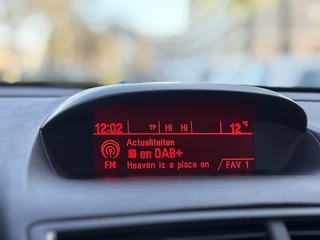 12:02 TP HI HI 12 °C
Actualiteiten
en DAB+
FM Heaven is a place on FAV 1